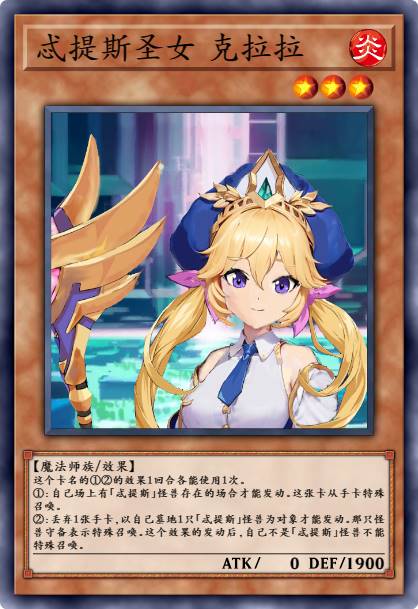 忒提斯圣女 克拉拉
炎
【魔法师族/效果】
这个卡名的①②的效果1回合各能使用1次。
①:自己场上有「忒提斯」怪兽存在的场合才能发动。这张卡从手卡特殊
召唤。
②:丢弃1张手卡,以自己墓地1只「忒提斯」怪兽为对象才能发动。那只怪
兽守备表示特殊召唤。这个效果的发动后,自己不是「忒提斯」怪兽不能
特殊召唤。
ATK/ 0 DEF/1900